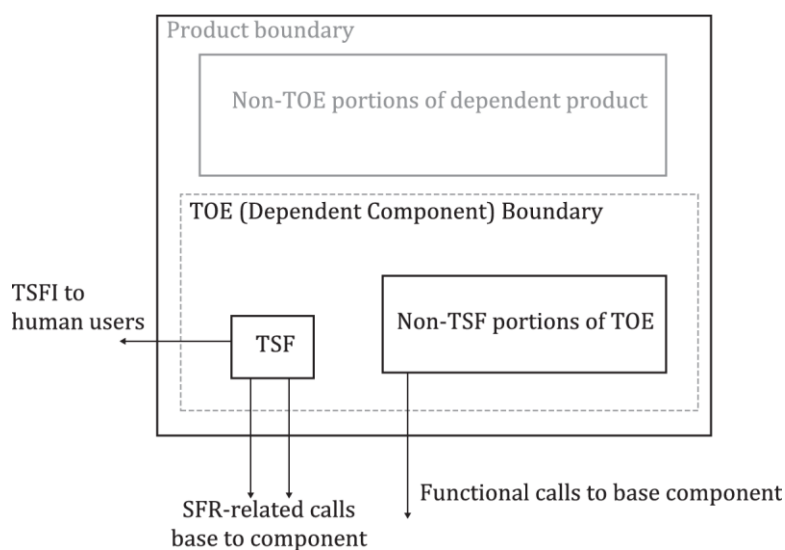 Product boundary
Non-TOE portions of dependent product
TOE (Dependent Component) Boundary
TSFI to
human users
TSF
Non-TSF portions of TOE
SFR-related calls
base to component
Functional calls to base component